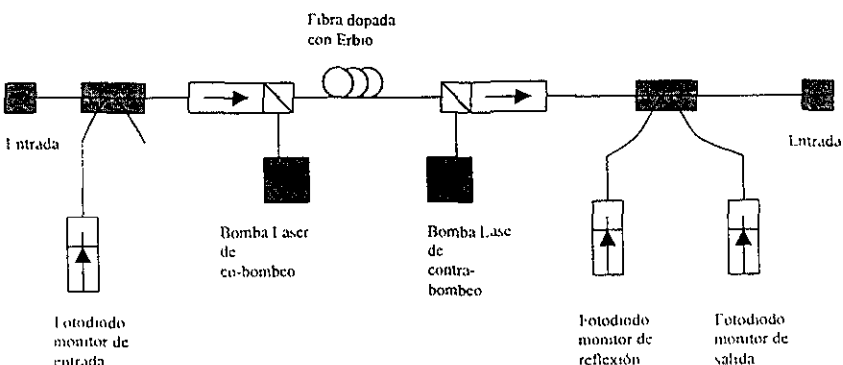 Fibra dopada
con Erbio
Entrada
Entrada
Bomba Laser
de
co-bombeo
Bomba Lase
de
contra-
bombeo
Fotodiodo
monitor de
entrada
Fotodiodo
monitor de
reflexión
Fotodiodo
monitor de
salida